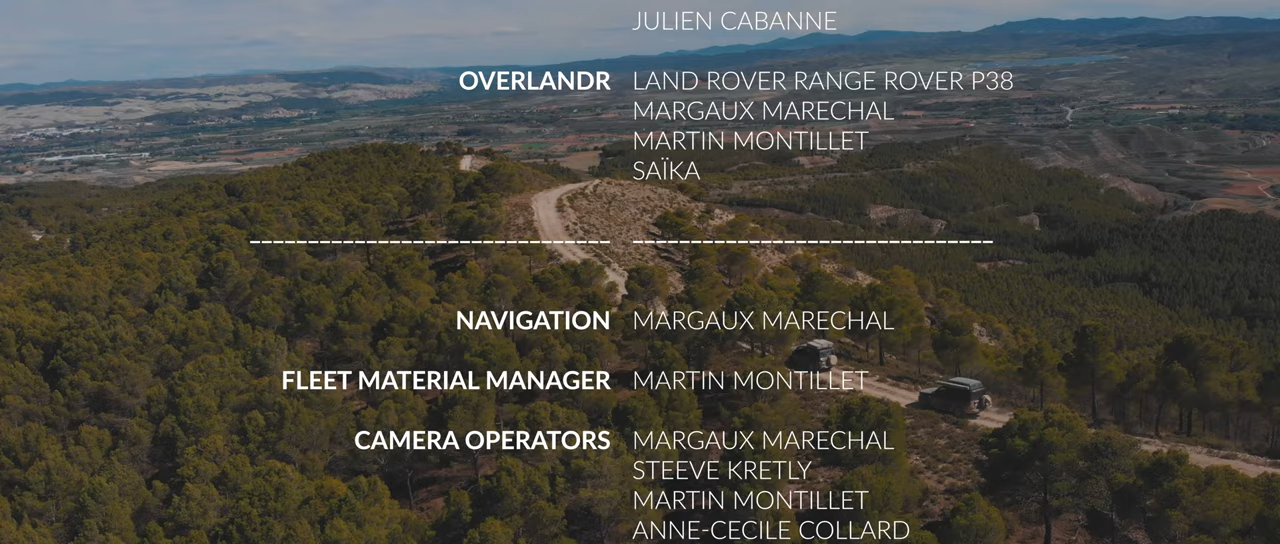 JULIEN CABANNE
OVERLANDR LAND ROVER RANGE ROVER P38
MARGAUX MARECHAL
MARTIN MONTILLET
SAÏKA
NAVIGATION MARGAUX MARECHAL
FLEET MATERIAL MANAGER MARTIN MONTILLET
CAMERA OPERATORS MARGAUX MARECHAL
STEEVE KRETLY
MARTIN MONTILLET
ANNE-CECILE COLLARD